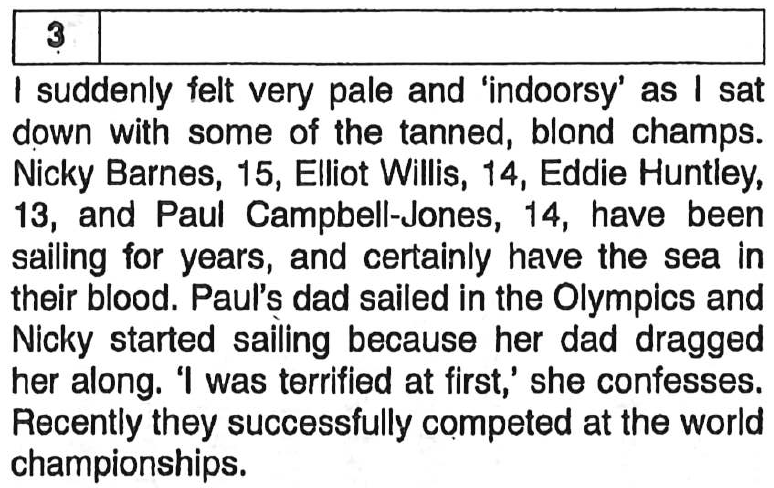 3
I suddenly felt very pale and ‘indoorsy’ as I sat
down with some of the tanned, blond champs.
Nicky Barnes, 15, Elliot Willis, 14, Eddie Huntley,
13, and Paul Campbell-Jones, 14, have been
sailing for years, and certainly have the sea in
their blood. Paul’s dad sailed in the Olympics and
Nicky started sailing because her dad dragged
her along. ‘I was terrified at first,’ she confesses.
Recently they successfully competed at the world
championships.